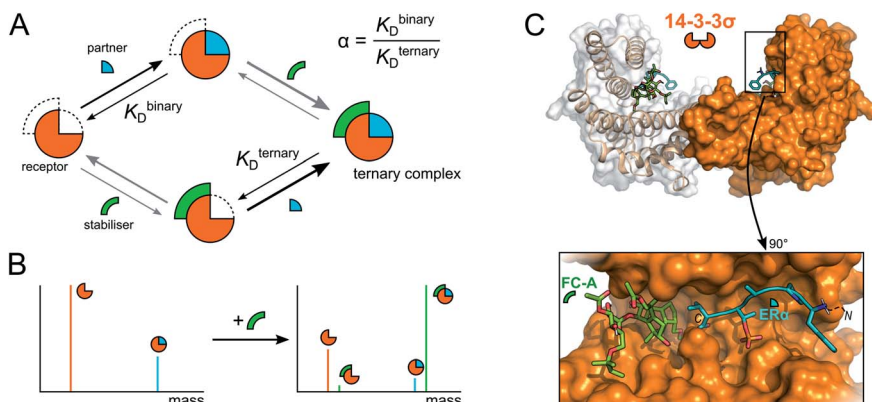 A
partner
K_D^binary
receptor
stabiliser
K_D^ternary
ternary complex
α = K_D^binary / K_D^ternary
B
mass
+
mass
C
14-3-3σ
90°
FC-A
ERα
C
N